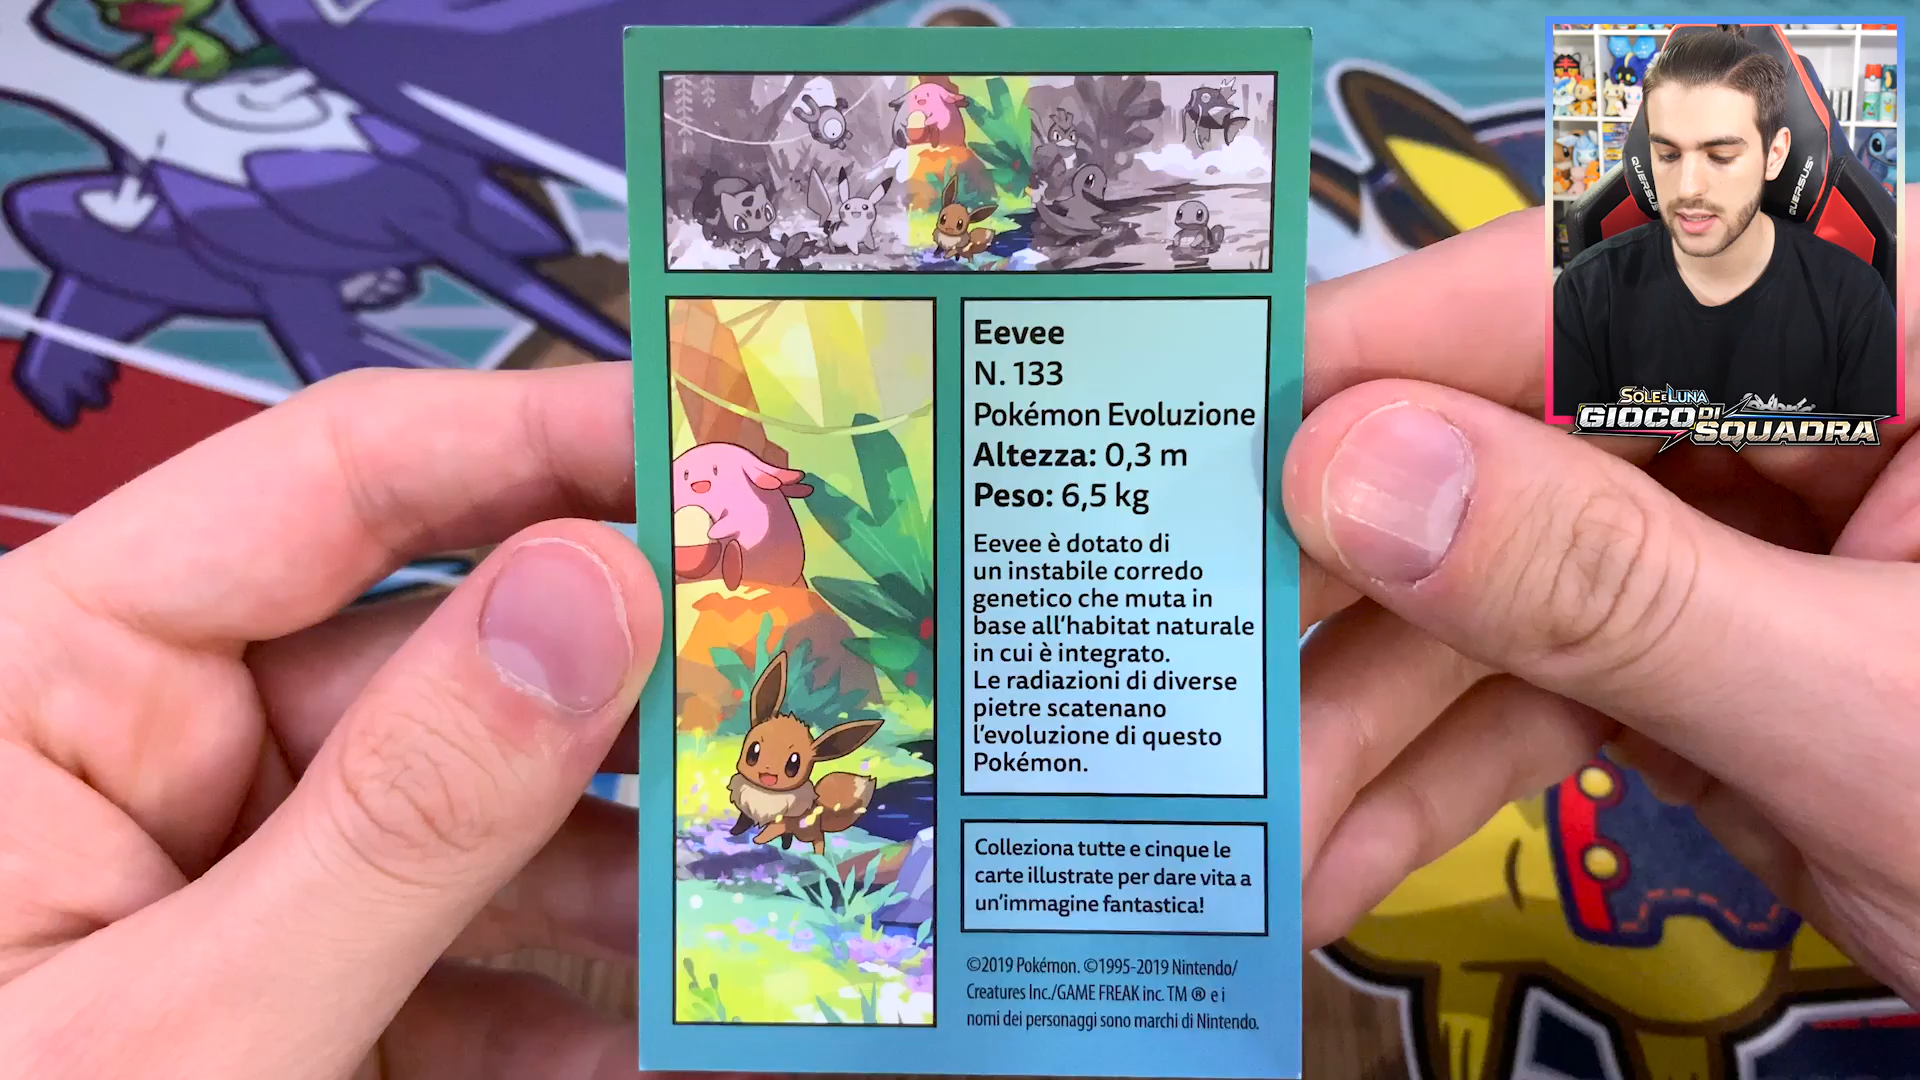 Eevee
N. 133
Pokémon Evoluzione
Altezza: 0,3 m
Peso: 6,5 kg
Eevee è dotato di
un instabile corredo
genetico che muta in
base all'habitat naturale
in cui è integrato.
Le radiazioni di diverse
pietre scatenano
l'evoluzione di questo
Pokémon.
Colleziona tutte e cinque le
carte illustrate per dare vita a
un'immagine fantastica!
©2019 Pokémon. ©1995-2019 Nintendo/
Creatures Inc./GAME FREAK inc. TM ® e i
nomi dei personaggi sono marchi di Nintendo.
QUERSUS
QUERSUS
SOLE E LUNA
GIOCO DI
SQUADRA